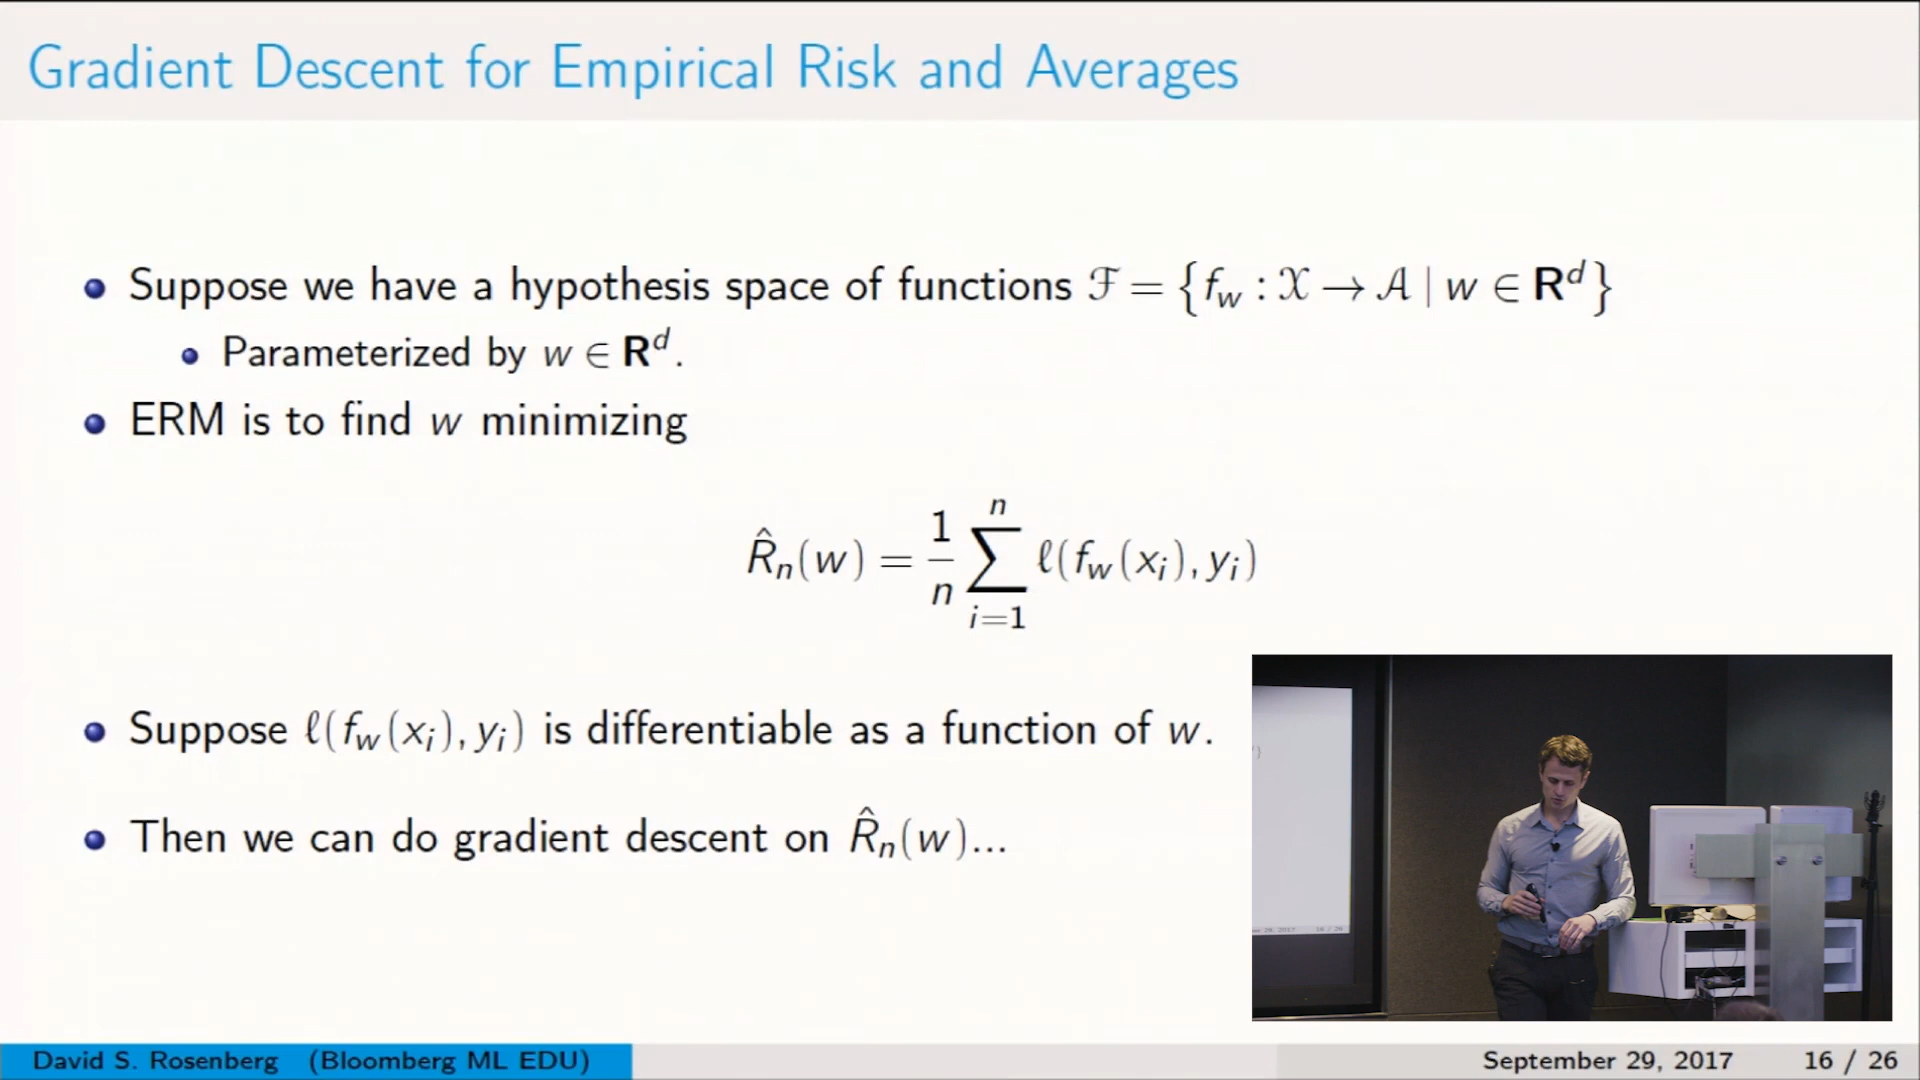 Gradient Descent for Empirical Risk and Averages
Suppose we have a hypothesis space of functions ℱ = {f_w : 𝒳 → 𝒜 | w ∈ R^d}
Parameterized by w ∈ R^d.
ERM is to find w minimizing
R̂_n(w) = 1/n ∑_{i=1}^n ℓ(f_w(x_i), y_i)
Suppose ℓ(f_w(x_i), y_i) is differentiable as a function of w.
Then we can do gradient descent on R̂_n(w)...
David S. Rosenberg (Bloomberg ML EDU) September 29, 2017 16 / 26